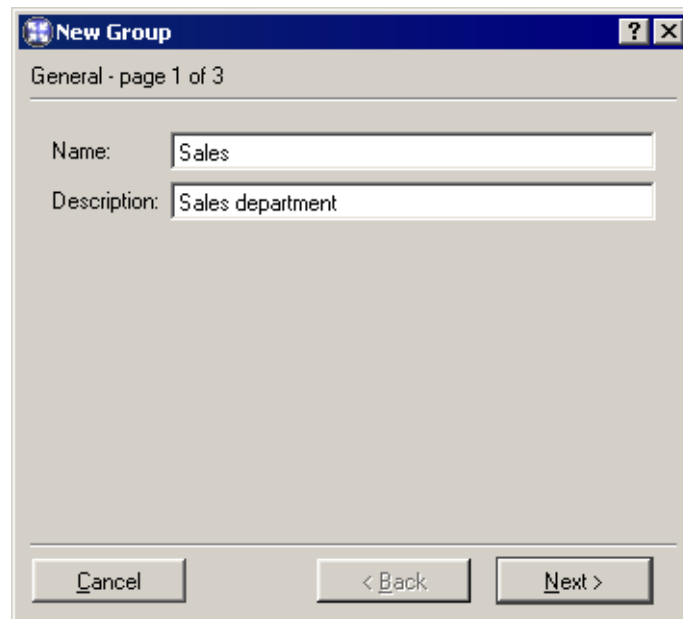 New Group
General - page 1 of 3
Name: Sales
Description: Sales department
Cancel < Back Next >